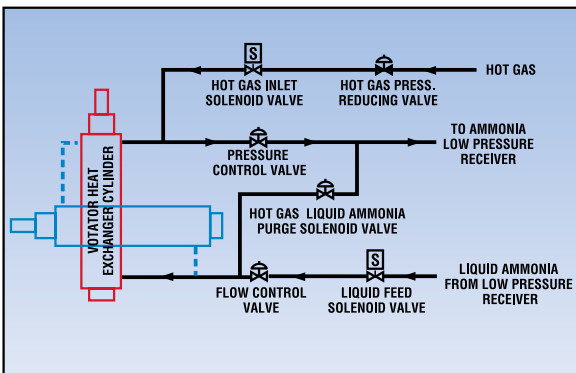 S
HOT GAS INLET
SOLENOID VALVE
HOT GAS PRESS.
REDUCING VALVE
HOT GAS
PRESSURE
CONTROL VALVE
TO AMMONIA
LOW PRESSURE
RECEIVER
VOTATOR HEAT
EXCHANGER CYLINDER
HOT GAS LIQUID AMMONIA
PURGE SOLENOID VALVE
S
FLOW CONTROL
VALVE
LIQUID FEED
SOLENOID VALVE
LIQUID AMMONIA
FROM LOW PRESSURE
RECEIVER